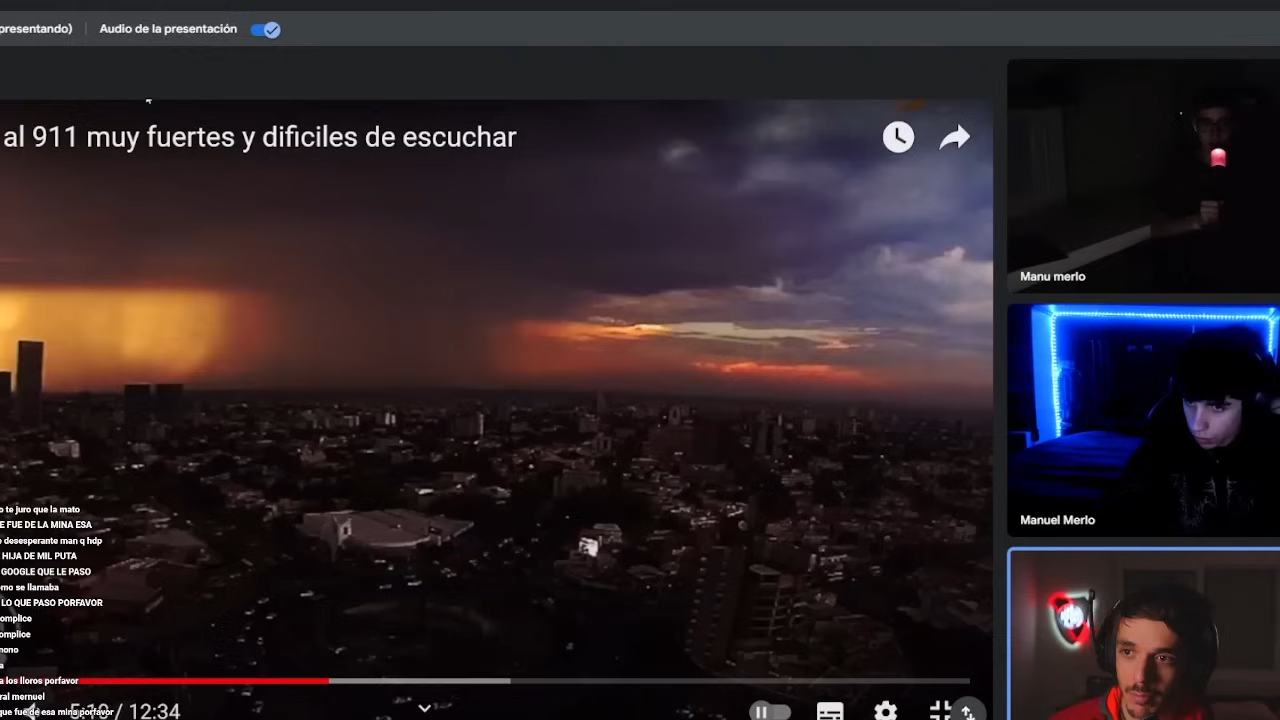 presentando)
Audio de la presentación
al 911 muy fuertes y dificiles de escuchar
Manu merlo
Manuel Merlo
o te juro que la mato
E FUE DE LA MINA ESA
desesperante man q hdp
HIJA DE MIL PUTA
GOOGLE QUE LE PASO
mo se llamaba
LO QUE PASO PORFAVOR
omplice
omplice
nono
a
a los lloros porfavor
ral mernuel
que fue de esa mina porfavor
5:10 / 12:34